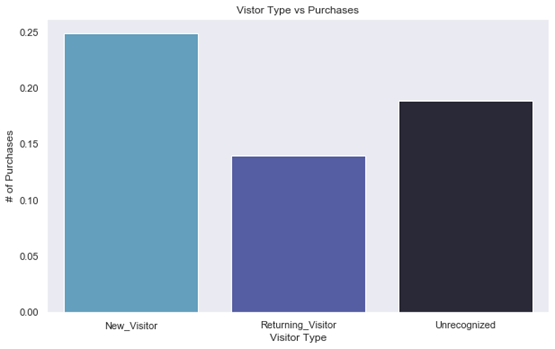 Vistor Type vs Purchases
# of Purchases
0.25
0.20
0.15
0.10
0.05
0.00
New_Visitor Returning_Visitor Unrecognized
Visitor Type